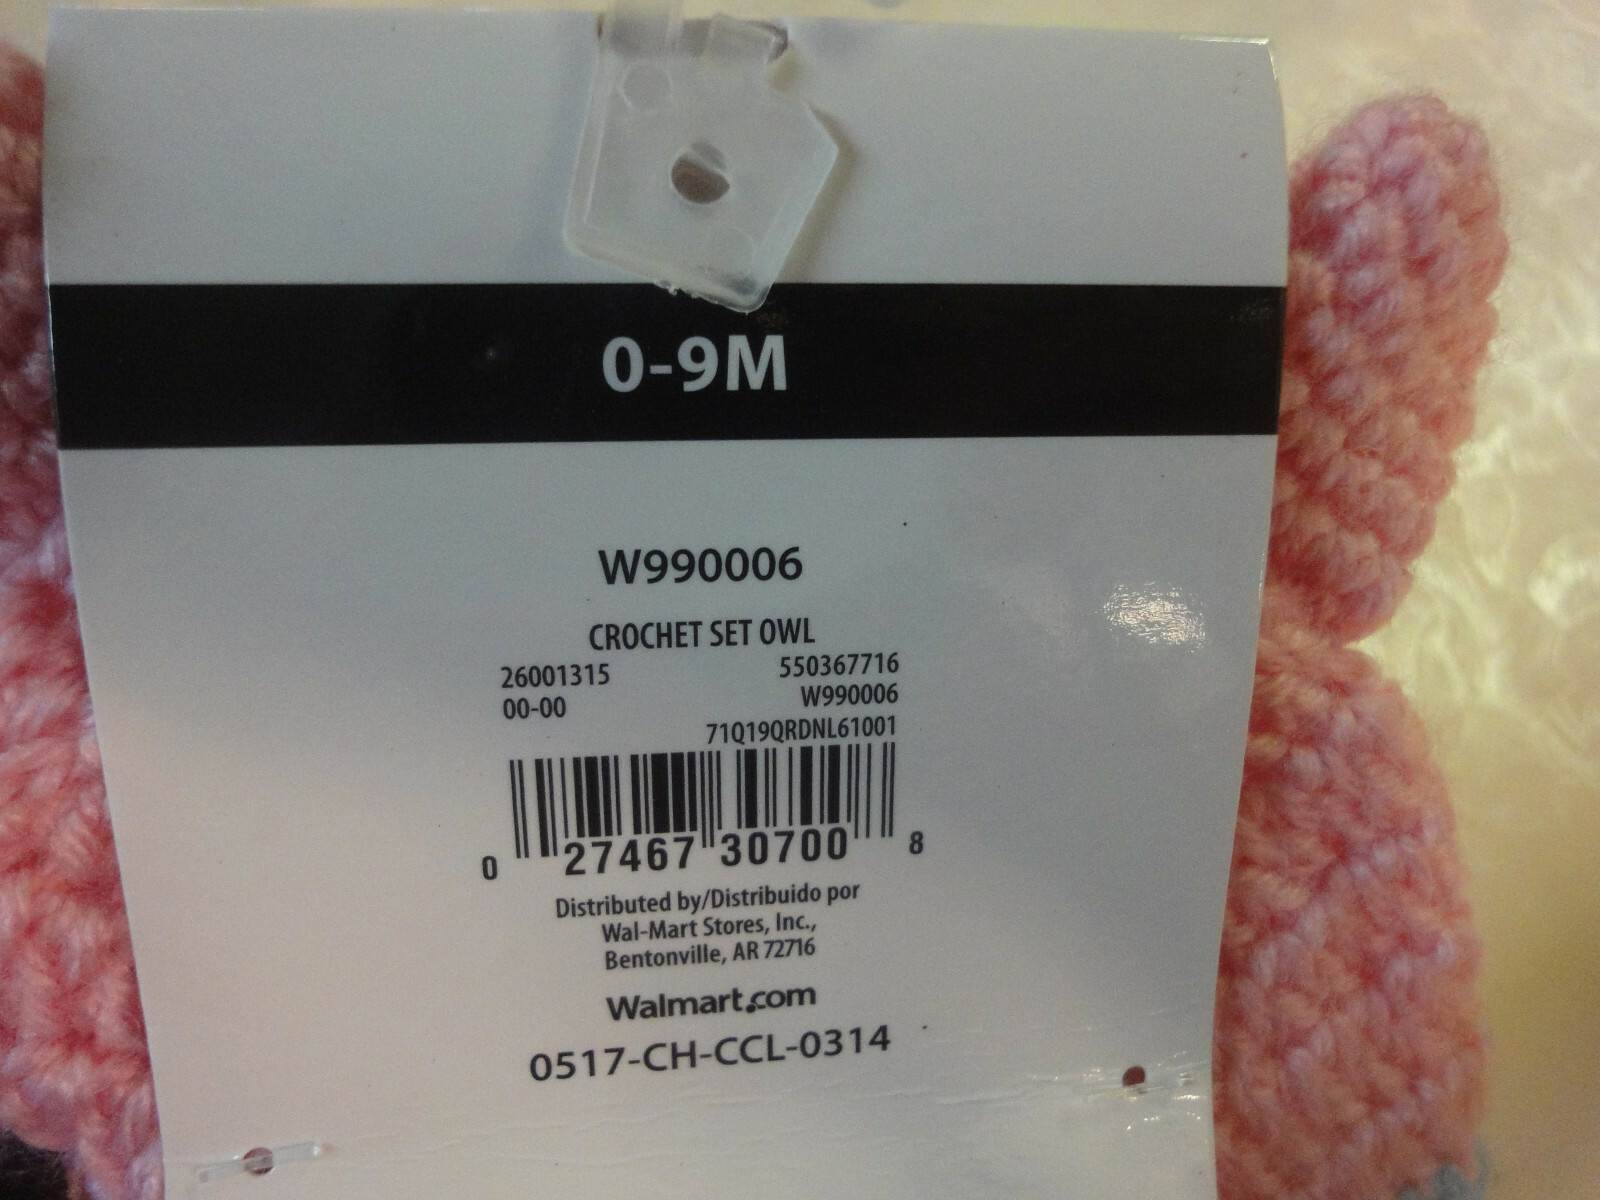 0-9M
W990006
CROCHET SET OWL
26001315 550367716
00-00 W990006
71Q19QRDNL61001
0 27467 30700 8
Distributed by/Distribuido por
Wal-Mart Stores, Inc.,
Bentonville, AR 72716
Walmart.com
0517-CH-CCL-0314